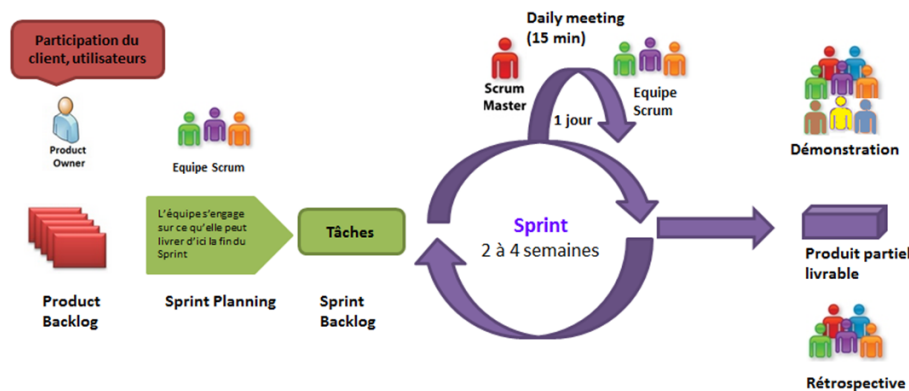 Participation du
client, utilisateurs
Product
Owner
Equipe Scrum
L'équipe s'engage
sur ce qu'elle peut
livrer d'ici la fin du
Sprint
Tâches
Product
Backlog
Sprint Planning
Sprint
Backlog
Daily meeting
(15 min)
Scrum
Master
1 jour
Equipe
Scrum
Sprint
2 à 4 semaines
Démonstration
Produit partiel
livrable
Rétrospective